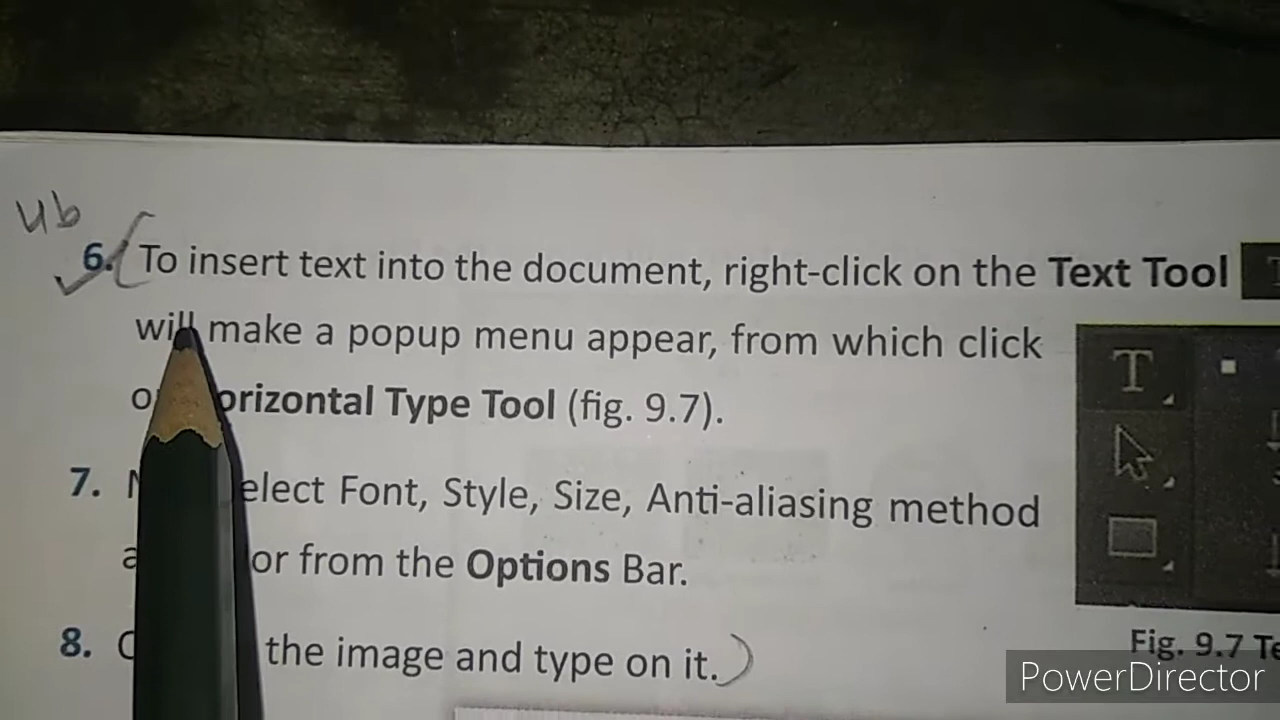 ub
6. To insert text into the document, right-click on the Text Tool
will make a popup menu appear, from which click
orizontal Type Tool (fig. 9.7).
T
7. elect Font, Style, Size, Anti-aliasing method
or from the Options Bar.
8. the image and type on it.
Fig. 9.7
PowerDirector